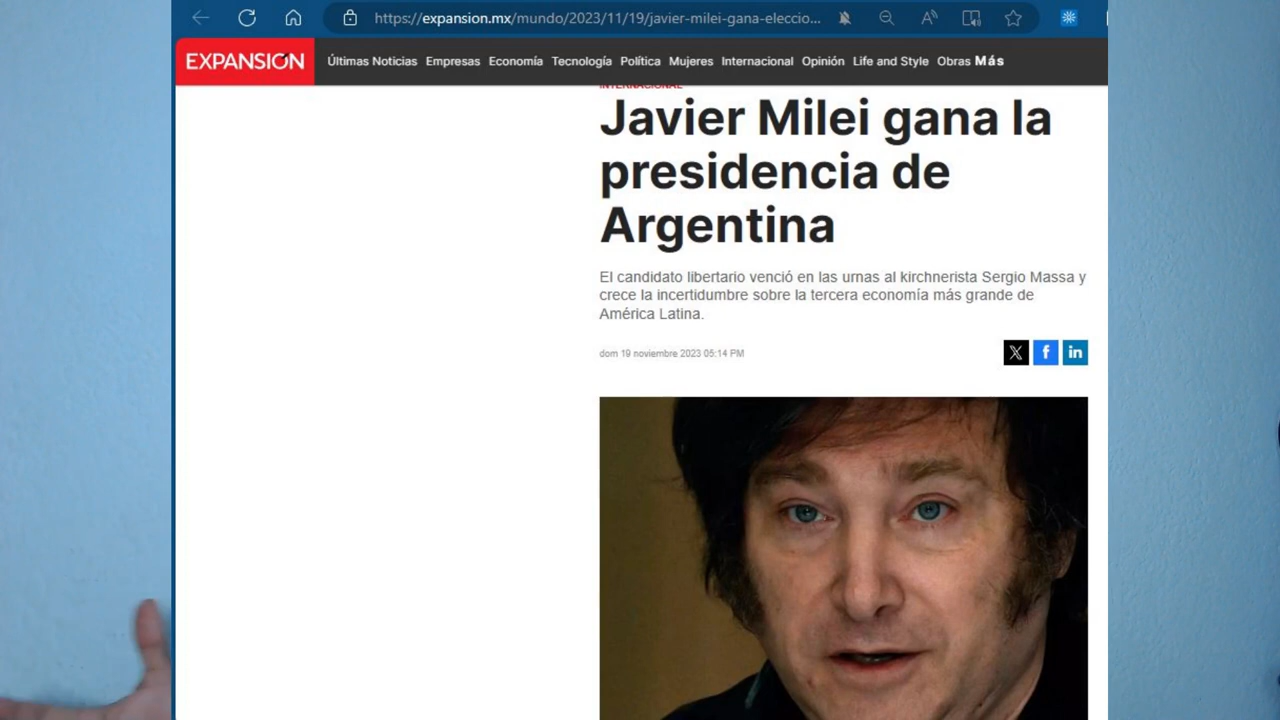 https://expansion.mx/mundo/2023/11/19/javier-milei-gana-eleccio...
EXPANSIÓN
Últimas Noticias Empresas Economía Tecnología Política Mujeres Internacional Opinión Life and Style Obras Más
INTERNACIONAL
Javier Milei gana la
presidencia de
Argentina
El candidato libertario venció en las urnas al kirchnerista Sergio Massa y
crece la incertidumbre sobre la tercera economía más grande de
América Latina.
dom 19 noviembre 2023 05:14 PM